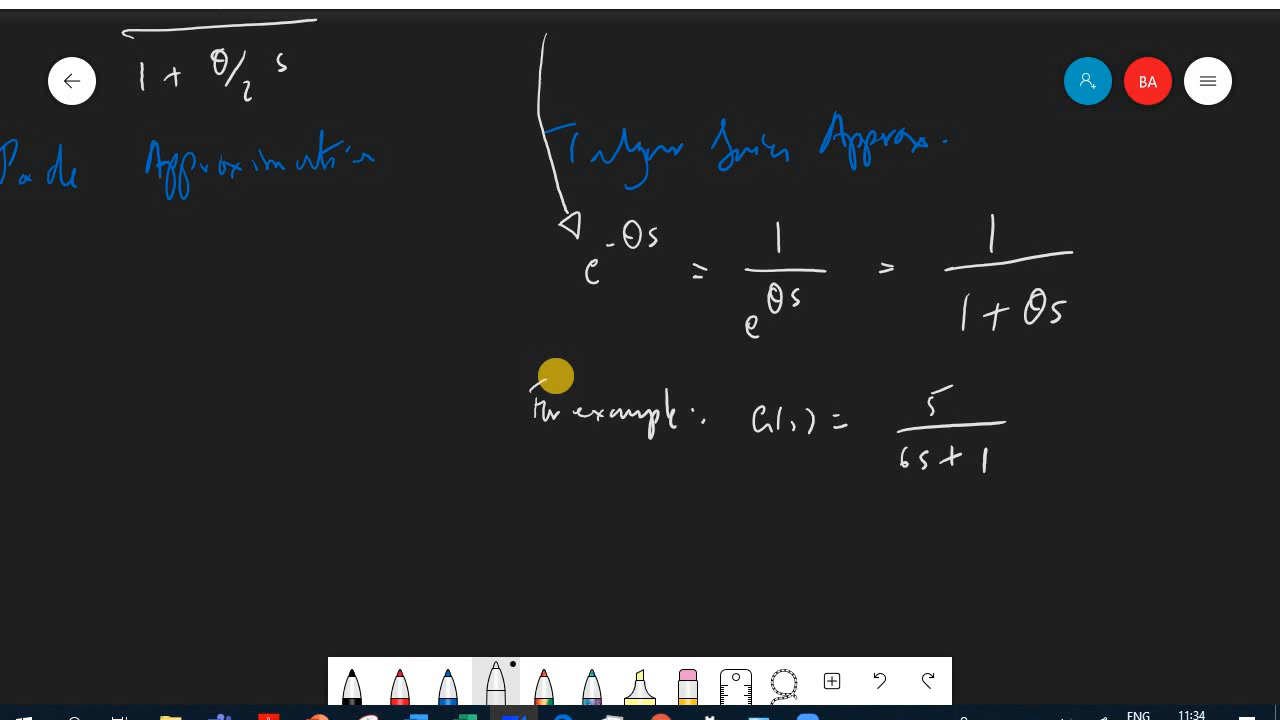 1 + θ/2 s
Pade Approximation
Taylor Series Approx.
e^-θs = 1 / e^θs = 1 / 1 + θs
For example: G(s) = 5 / 6s + 1
BA
ENG 11:34